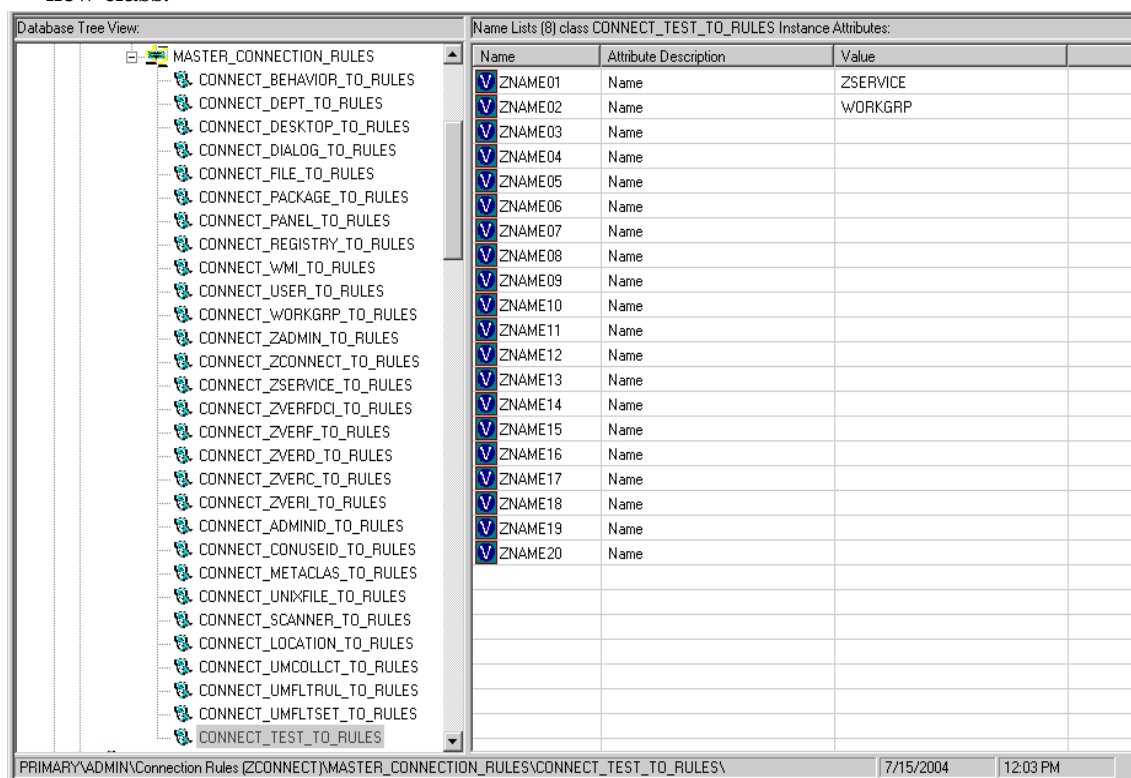 new class.
Database Tree View:
Name Lists (8) class CONNECT_TEST_TO_RULES Instance Attributes:
MASTER_CONNECTION_RULES
CONNECT_BEHAVIOR_TO_RULES
CONNECT_DEPT_TO_RULES
CONNECT_DESKTOP_TO_RULES
CONNECT_DIALOG_TO_RULES
CONNECT_FILE_TO_RULES
CONNECT_PACKAGE_TO_RULES
CONNECT_PANEL_TO_RULES
CONNECT_REGISTRY_TO_RULES
CONNECT_WMI_TO_RULES
CONNECT_USER_TO_RULES
CONNECT_WORKGRP_TO_RULES
CONNECT_ZADMIN_TO_RULES
CONNECT_ZCONNECT_TO_RULES
CONNECT_ZSERVICE_TO_RULES
CONNECT_ZVERFDCI_TO_RULES
CONNECT_ZVERF_TO_RULES
CONNECT_ZVERD_TO_RULES
CONNECT_ZVERC_TO_RULES
CONNECT_ZVERI_TO_RULES
CONNECT_ADMINID_TO_RULES
CONNECT_CONUSEID_TO_RULES
CONNECT_METACLAS_TO_RULES
CONNECT_UNIXFILE_TO_RULES
CONNECT_SCANNER_TO_RULES
CONNECT_LOCATION_TO_RULES
CONNECT_UMCOLLCT_TO_RULES
CONNECT_UMFLTRUL_TO_RULES
CONNECT_UMFLTSET_TO_RULES
CONNECT_TEST_TO_RULES
Name Attribute Description Value
V ZNAME01 Name ZSERVICE
V ZNAME02 Name WORKGRP
V ZNAME03 Name
V ZNAME04 Name
V ZNAME05 Name
V ZNAME06 Name
V ZNAME07 Name
V ZNAME08 Name
V ZNAME09 Name
V ZNAME10 Name
V ZNAME11 Name
V ZNAME12 Name
V ZNAME13 Name
V ZNAME14 Name
V ZNAME15 Name
V ZNAME16 Name
V ZNAME17 Name
V ZNAME18 Name
V ZNAME19 Name
V ZNAME20 Name
PRIMARY\ADMIN\Connection Rules (ZCONNECT)\MASTER_CONNECTION_RULES\CONNECT_TEST_TO_RULES\ 7/15/2004 12:03 PM